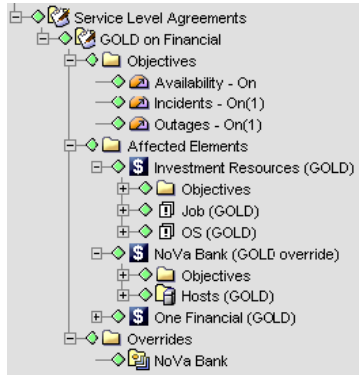 Service Level Agreements
GOLD on Financial
Objectives
Availability - On
Incidents - On(1)
Outages - On(1)
Affected Elements
Investment Resources (GOLD)
Objectives
Job (GOLD)
OS (GOLD)
NoVa Bank (GOLD override)
Objectives
Hosts (GOLD)
One Financial (GOLD)
Overrides
NoVa Bank